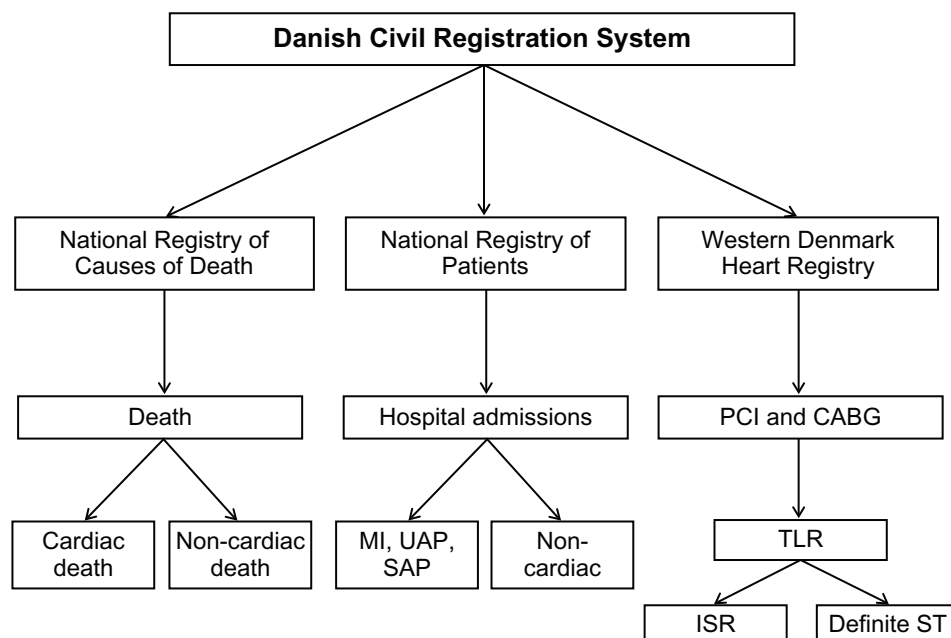 Danish Civil Registration System
National Registry of
Causes of Death
National Registry of
Patients
Western Denmark
Heart Registry
Death
Hospital admissions
PCI and CABG
Cardiac
death
Non-cardiac
death
MI, UAP,
SAP
Non-
cardiac
TLR
ISR
Definite ST